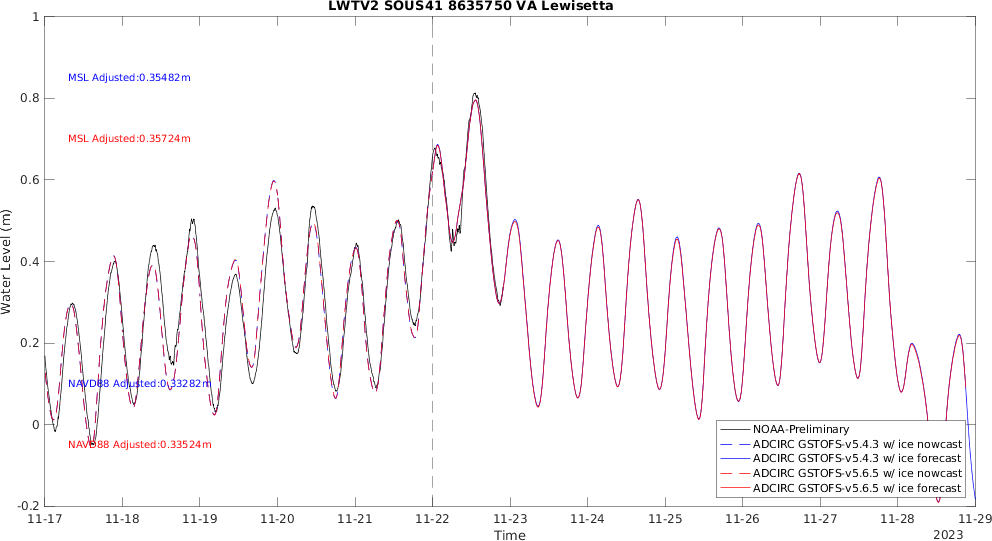 LWTV2 SOUS41 8635750 VA Lewisetta
1
0.8
0.6
0.4
0.2
0
-0.2
Water Level (m)
MSL Adjusted:0.35482m
MSL Adjusted:0.35724m
NAVD88 Adjusted:0.33282m
NAVD88 Adjusted:0.33524m
NOAA-Preliminary
ADCIRC GSTOFS-v5.4.3 w/ ice nowcast
ADCIRC GSTOFS-v5.4.3 w/ ice forecast
ADCIRC GSTOFS-v5.6.5 w/ ice nowcast
ADCIRC GSTOFS-v5.6.5 w/ ice forecast
11-17 11-18 11-19 11-20 11-21 11-22 11-23 11-24 11-25 11-26 11-27 11-28 11-29
Time
2023